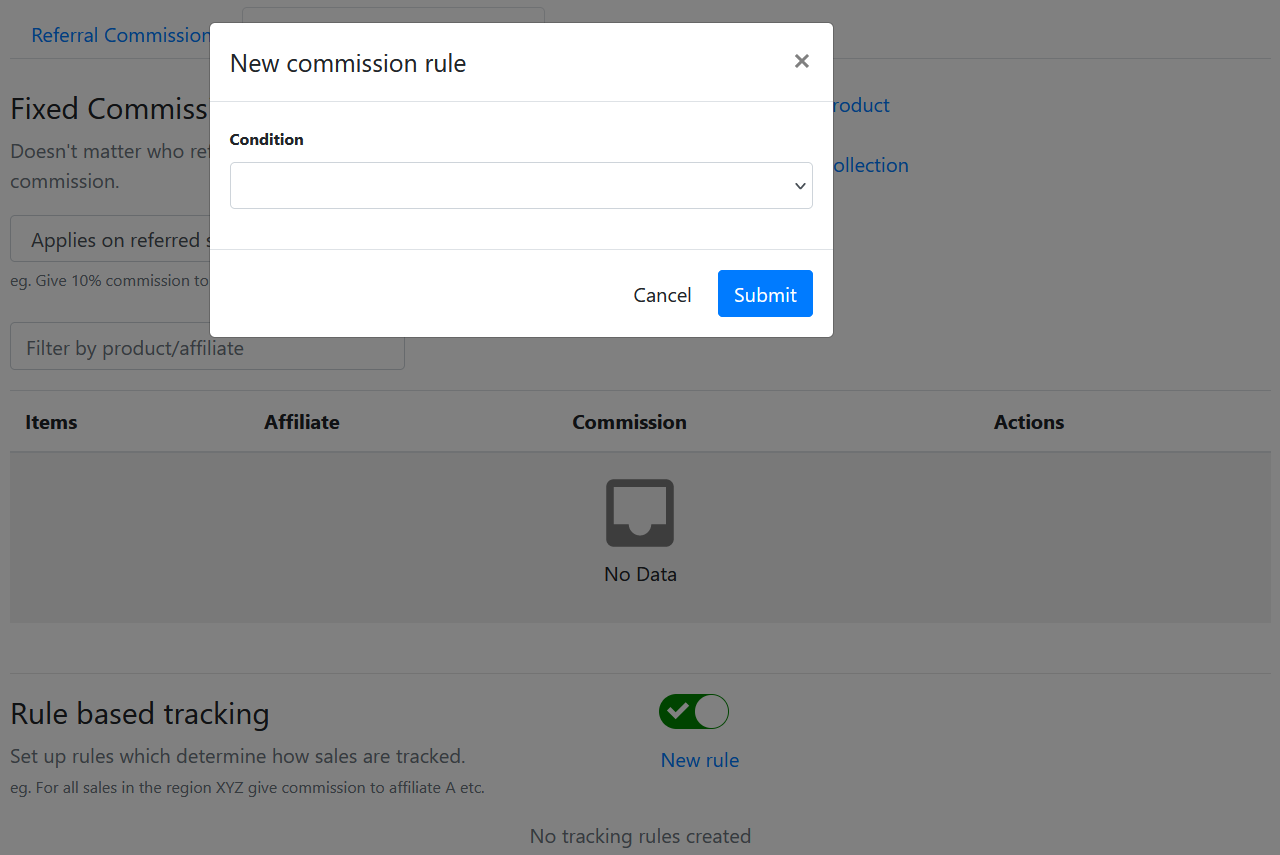 Referral Commission
New commission rule
×
Fixed Commiss
roduct
Condition
Doesn't matter who
commission.
ollection
Applies on referred
eg. Give 10% commission to
Cancel
Submit
Filter by product/affiliate
Items Affiliate Commission Actions
No Data
Rule based tracking
Set up rules which determine how sales are tracked.
New rule
eg. For all sales in the region XYZ give commission to affiliate A etc.
No tracking rules created